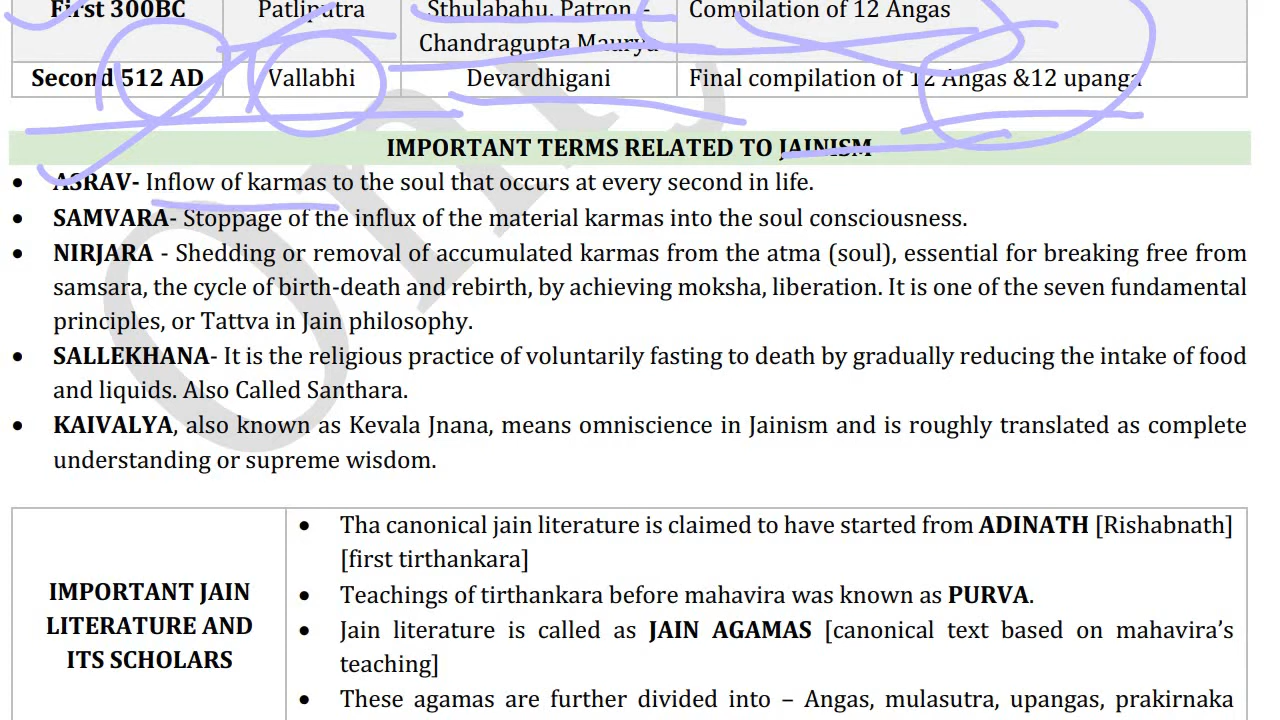 First 300BC Patliputra Sthulabahu, Patron - Compilation of 12 Angas
Chandragupta Maurya
Second 512 AD Vallabhi Devardhigani Final compilation of 12 Angas &12 upanga
IMPORTANT TERMS RELATED TO JAINISM
• ASRAV- Inflow of karmas to the soul that occurs at every second in life.
• SAMVARA- Stoppage of the influx of the material karmas into the soul consciousness.
• NIRJARA - Shedding or removal of accumulated karmas from the atma (soul), essential for breaking free from
samsara, the cycle of birth-death and rebirth, by achieving moksha, liberation. It is one of the seven fundamental
principles, or Tattva in Jain philosophy.
• SALLEKHANA- It is the religious practice of voluntarily fasting to death by gradually reducing the intake of food
and liquids. Also Called Santhara.
• KAIVALYA, also known as Kevala Jnana, means omniscience in Jainism and is roughly translated as complete
understanding or supreme wisdom.
IMPORTANT JAIN
LITERATURE AND
ITS SCHOLARS
• Tha canonical jain literature is claimed to have started from ADINATH [Rishabnath]
[first tirthankara]
• Teachings of tirthankara before mahavira was known as PURVA.
• Jain literature is called as JAIN AGAMAS [canonical text based on mahavira's
teaching]
• These agamas are further divided into – Angas, mulasutra, upangas, prakirnaka